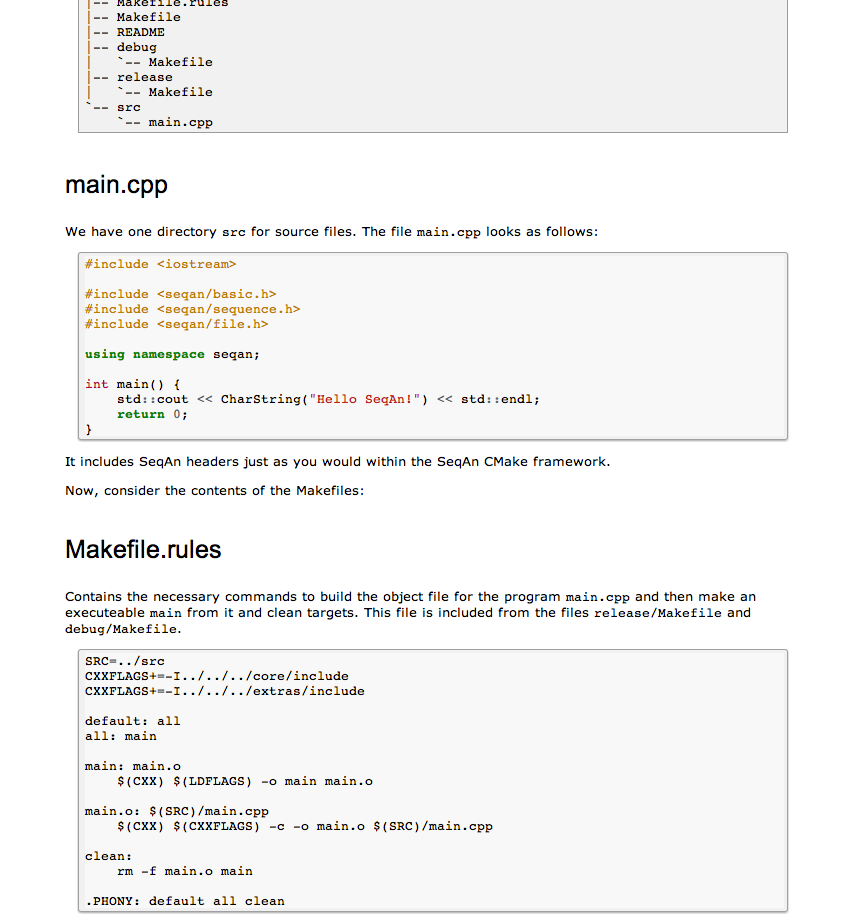 |-- Makefile.rules
|-- Makefile
|-- README
|-- debug
|   `-- Makefile
|-- release
|   `-- Makefile
`-- src
    `-- main.cpp
main.cpp
We have one directory src for source files. The file main.cpp looks as follows:
#include <iostream>
#include <seqan/basic.h>
#include <seqan/sequence.h>
#include <seqan/file.h>
using namespace seqan;
int main() {
    std::cout << CharString("Hello SeqAn!") << std::endl;
    return 0;
}
It includes SeqAn headers just as you would within the SeqAn CMake framework.
Now, consider the contents of the Makefiles:
Makefile.rules
Contains the necessary commands to build the object file for the program main.cpp and then make an
executeable main from it and clean targets. This file is included from the files release/Makefile and
debug/Makefile.
SRC=../src
CXXFLAGS+=-I../../../core/include
CXXFLAGS+=-I../../../extras/include
default: all
all: main
main: main.o
    $(CXX) $(LDFLAGS) -o main main.o
main.o: $(SRC)/main.cpp
    $(CXX) $(CXXFLAGS) -c -o main.o $(SRC)/main.cpp
clean:
    rm -f main.o main
.PHONY: default all clean